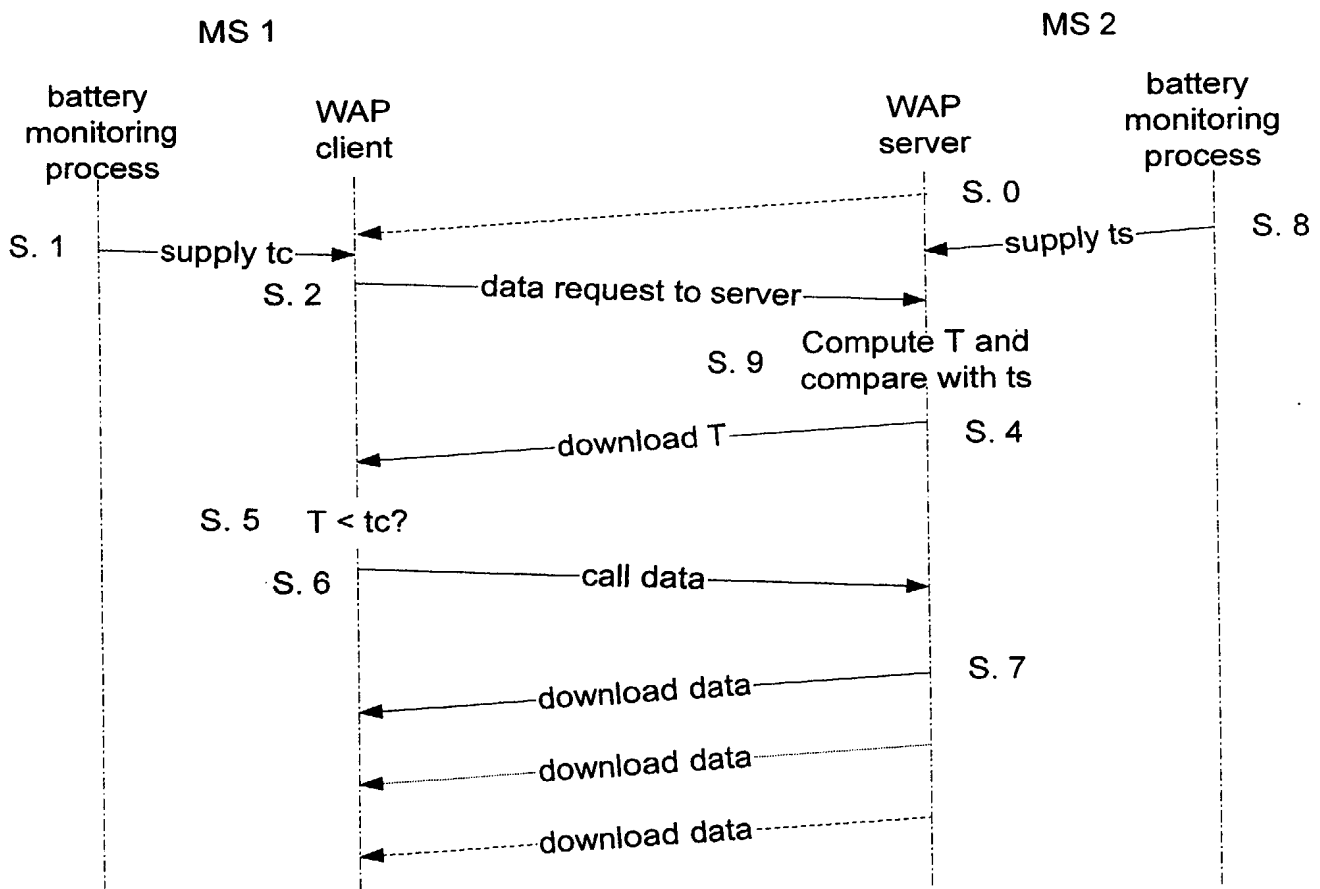 MS 1
MS 2
battery
monitoring
process
WAP
client
WAP
server
battery
monitoring
process
S. 0
S. 1
supply tc
supply ts
S. 8
S. 2
data request to server
S. 9
Compute T and
compare with ts
download T
S. 4
S. 5
T < tc?
S. 6
call data
S. 7
download data
download data
download data